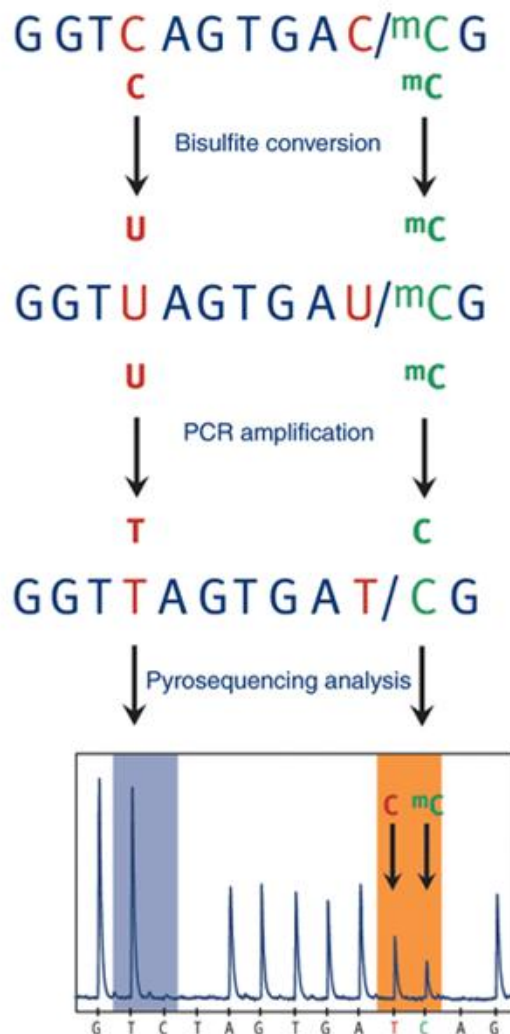 GGTCAGTGAC/mCG
C mC
Bisulfite conversion
U mC
GGTUAGTGAU/mCG
U mC
PCR amplification
T C
GGTTAGTGAT/CG
Pyrosequencing analysis
C mC
G T C T A G T G A T C A G